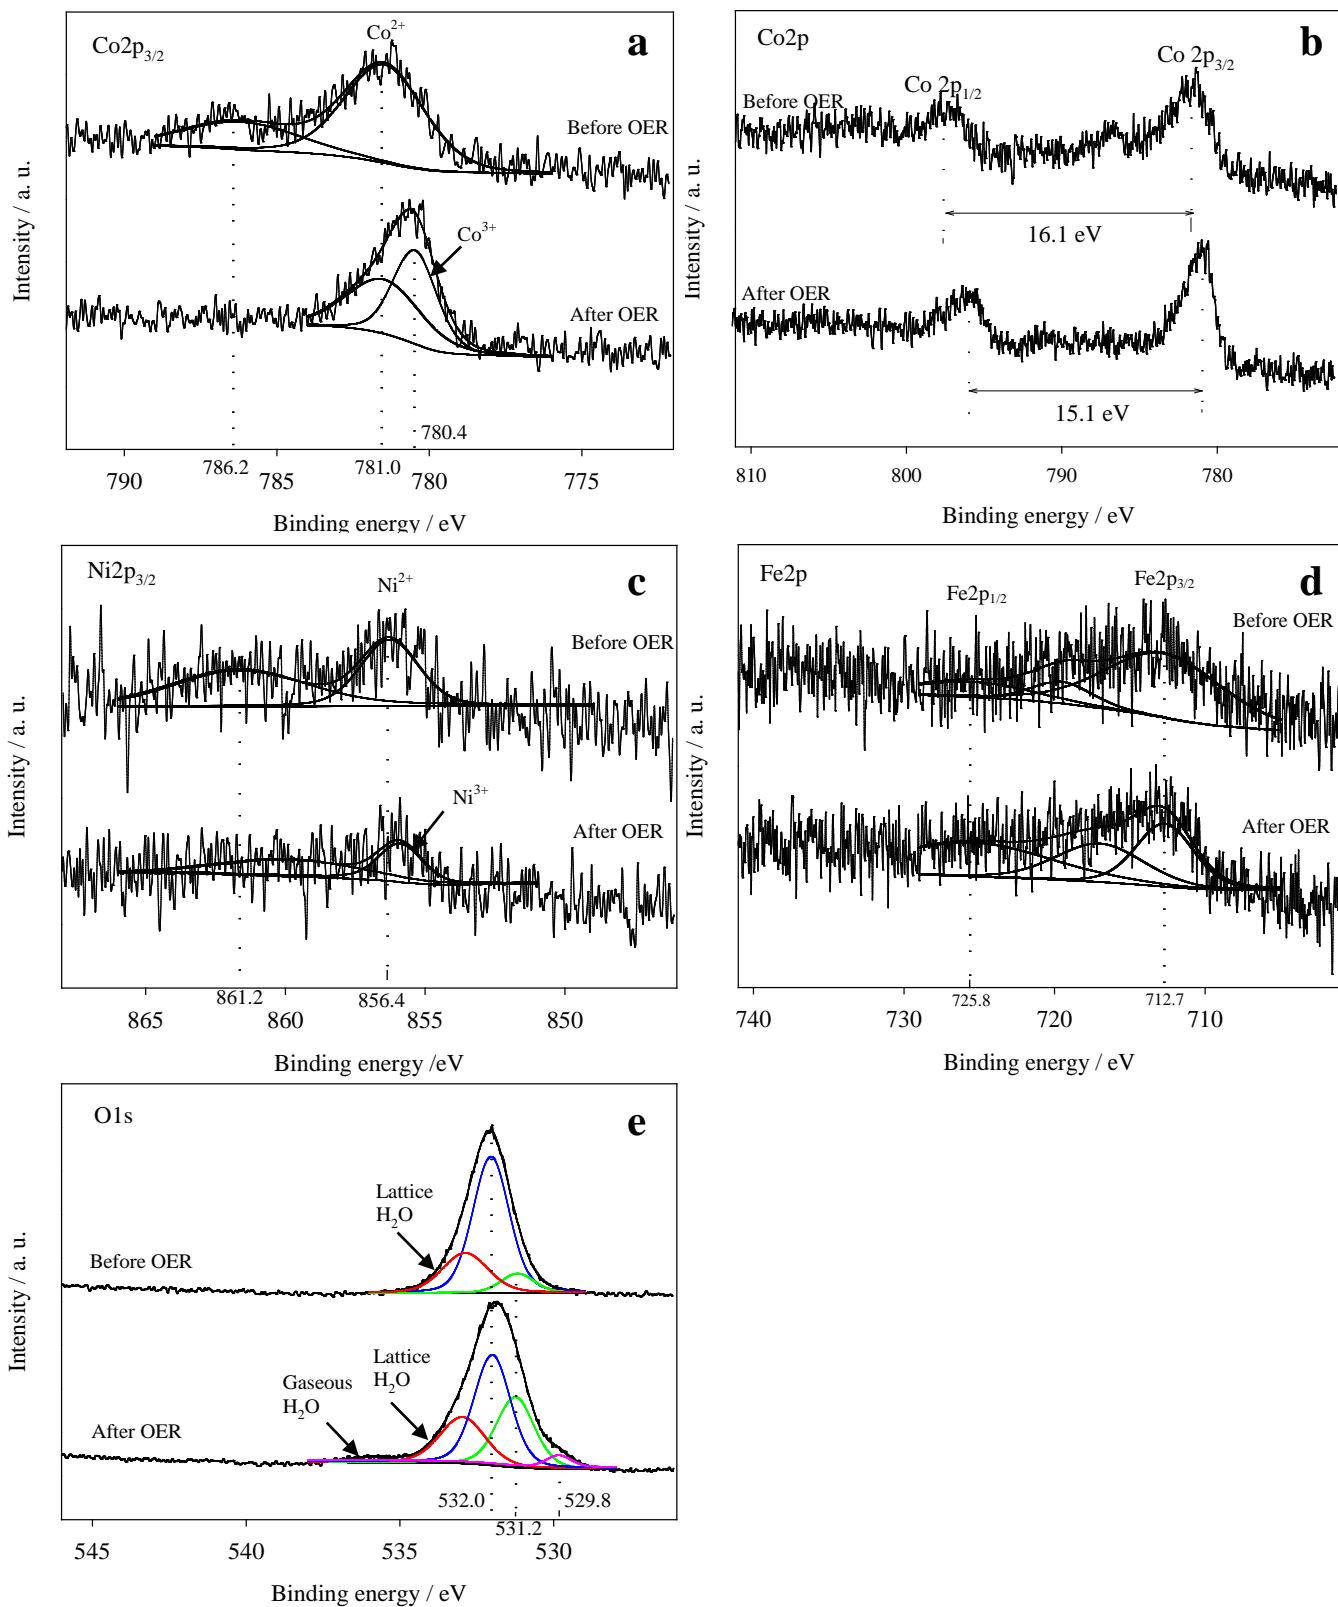 Co2p3/2
Co2+
a
Before OER
Co3+
After OER
780.4
786.2
781.0
790
785
780
775
Intensity / a. u.
Binding energy / eV
Co2p
b
Co 2p3/2
Co 2p1/2
Before OER
16.1 eV
After OER
15.1 eV
810
800
790
780
Intensity / a. u.
Binding energy / eV
Ni2p3/2
c
Ni2+
Before OER
Ni3+
After OER
861.2
856.4
865
860
855
850
Intensity / a. u.
Binding energy /eV
Fe2p
d
Fe2p3/2
Fe2p1/2
Before OER
After OER
725.8
712.7
740
730
720
710
Intensity / a. u.
Binding energy / eV
O1s
e
Lattice
H2O
Before OER
Lattice
H2O
Gaseous
H2O
After OER
532.0
529.8
531.2
545
540
535
530
Intensity / a. u.
Binding energy / eV